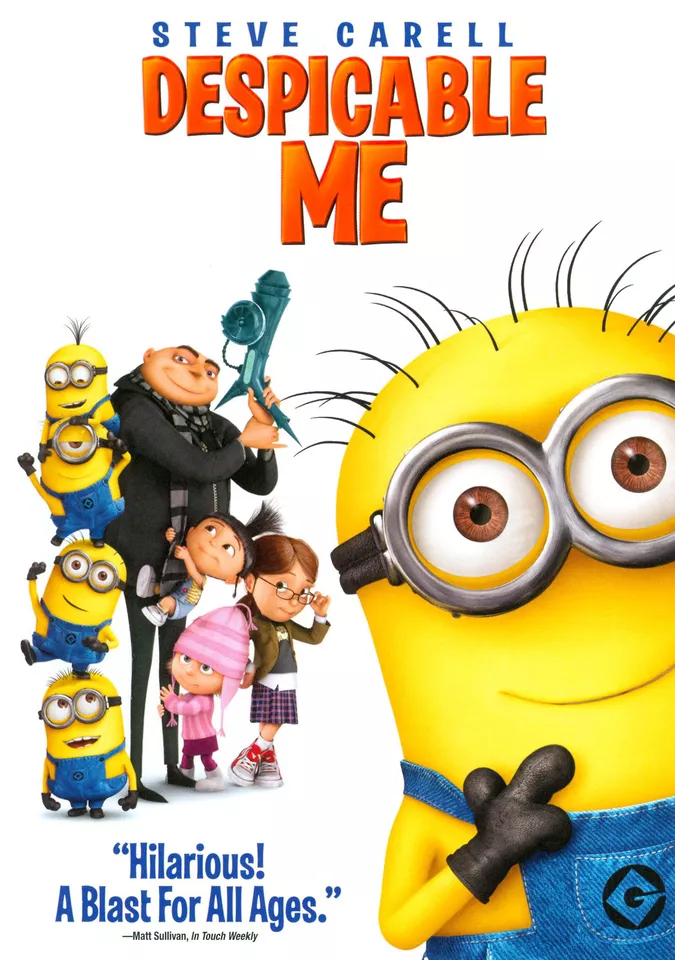 STEVE CARELL
DESPICABLE
ME
“Hilarious!
A Blast For All Ages.”
—Matt Sullivan, In Touch Weekly
G